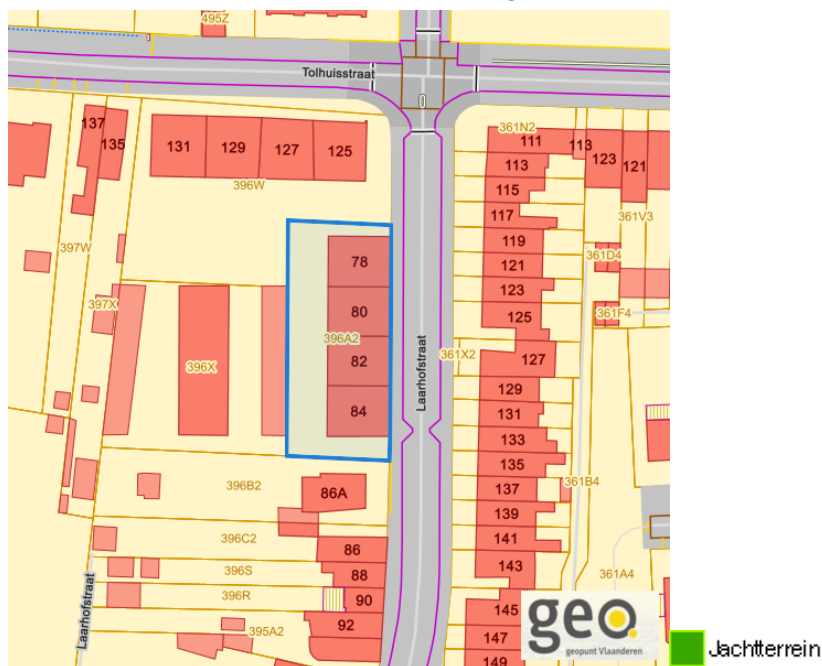 495Z
Tolhuisstraat
137
135
131
129
127
125
396W
361N2
111
113
123
121
113
115
117
119
121
123
125
127
129
131
133
135
137
139
141
143
145
147
149
361V3
361D4
361F4
361X2
361B4
361A4
397W
397X
396X
396A2
78
80
82
84
Laarhofstraat
396B2
86A
396C2
86
396S
88
396R
90
395A2
92
Laarhofstraat
geo
geopunt Vlaanderen
Jachtterrein